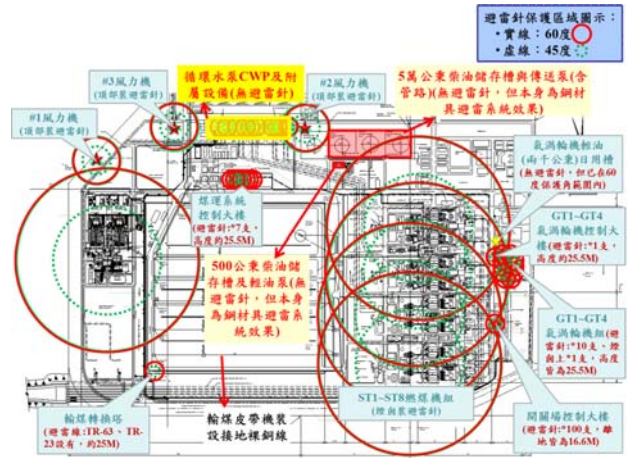 避雷針保護區域圖示：
•實線：60度
•虛線：45度
#3風力機
(頂部裝避雷針)
循環水泵CWP及附
屬設備(無避雷針)
#2風力機
(頂部裝避雷針)
5萬公秉柴油儲存槽與傳送泵(含
管路)(無避雷針，但本身為鋼材
具避雷系統效果)
#1風力機
(頂部裝避雷針)
氣渦輪機輕油
(兩千公秉)日用槽
(無避雷針，但已在60
度保護角範圍內)
煤運系統
控制大樓
(避雷針:*7支，
高度約25.5M)
GT1~GT4
氣渦輪機控制大
樓(避雷針:*1支，
高度約25.5M)
500公秉柴油儲
存槽及輕油泵(無
避雷針，但本身
為鋼材具避雷系
統效果)
GT1~GT4
氣渦輪機組(避
雷針:*10支、煙
囪上*1支，高度
皆為25.5M)
輸煤轉換塔
(避雷線:TR-63、TR-
23設有，約25M)
輸煤皮帶機裝
設接地裸銅線
ST1~ST8燃煤機組
(煙囪裝避雷針)
開關場控制大樓
(避雷針:*100支，離
地皆為16.6M)